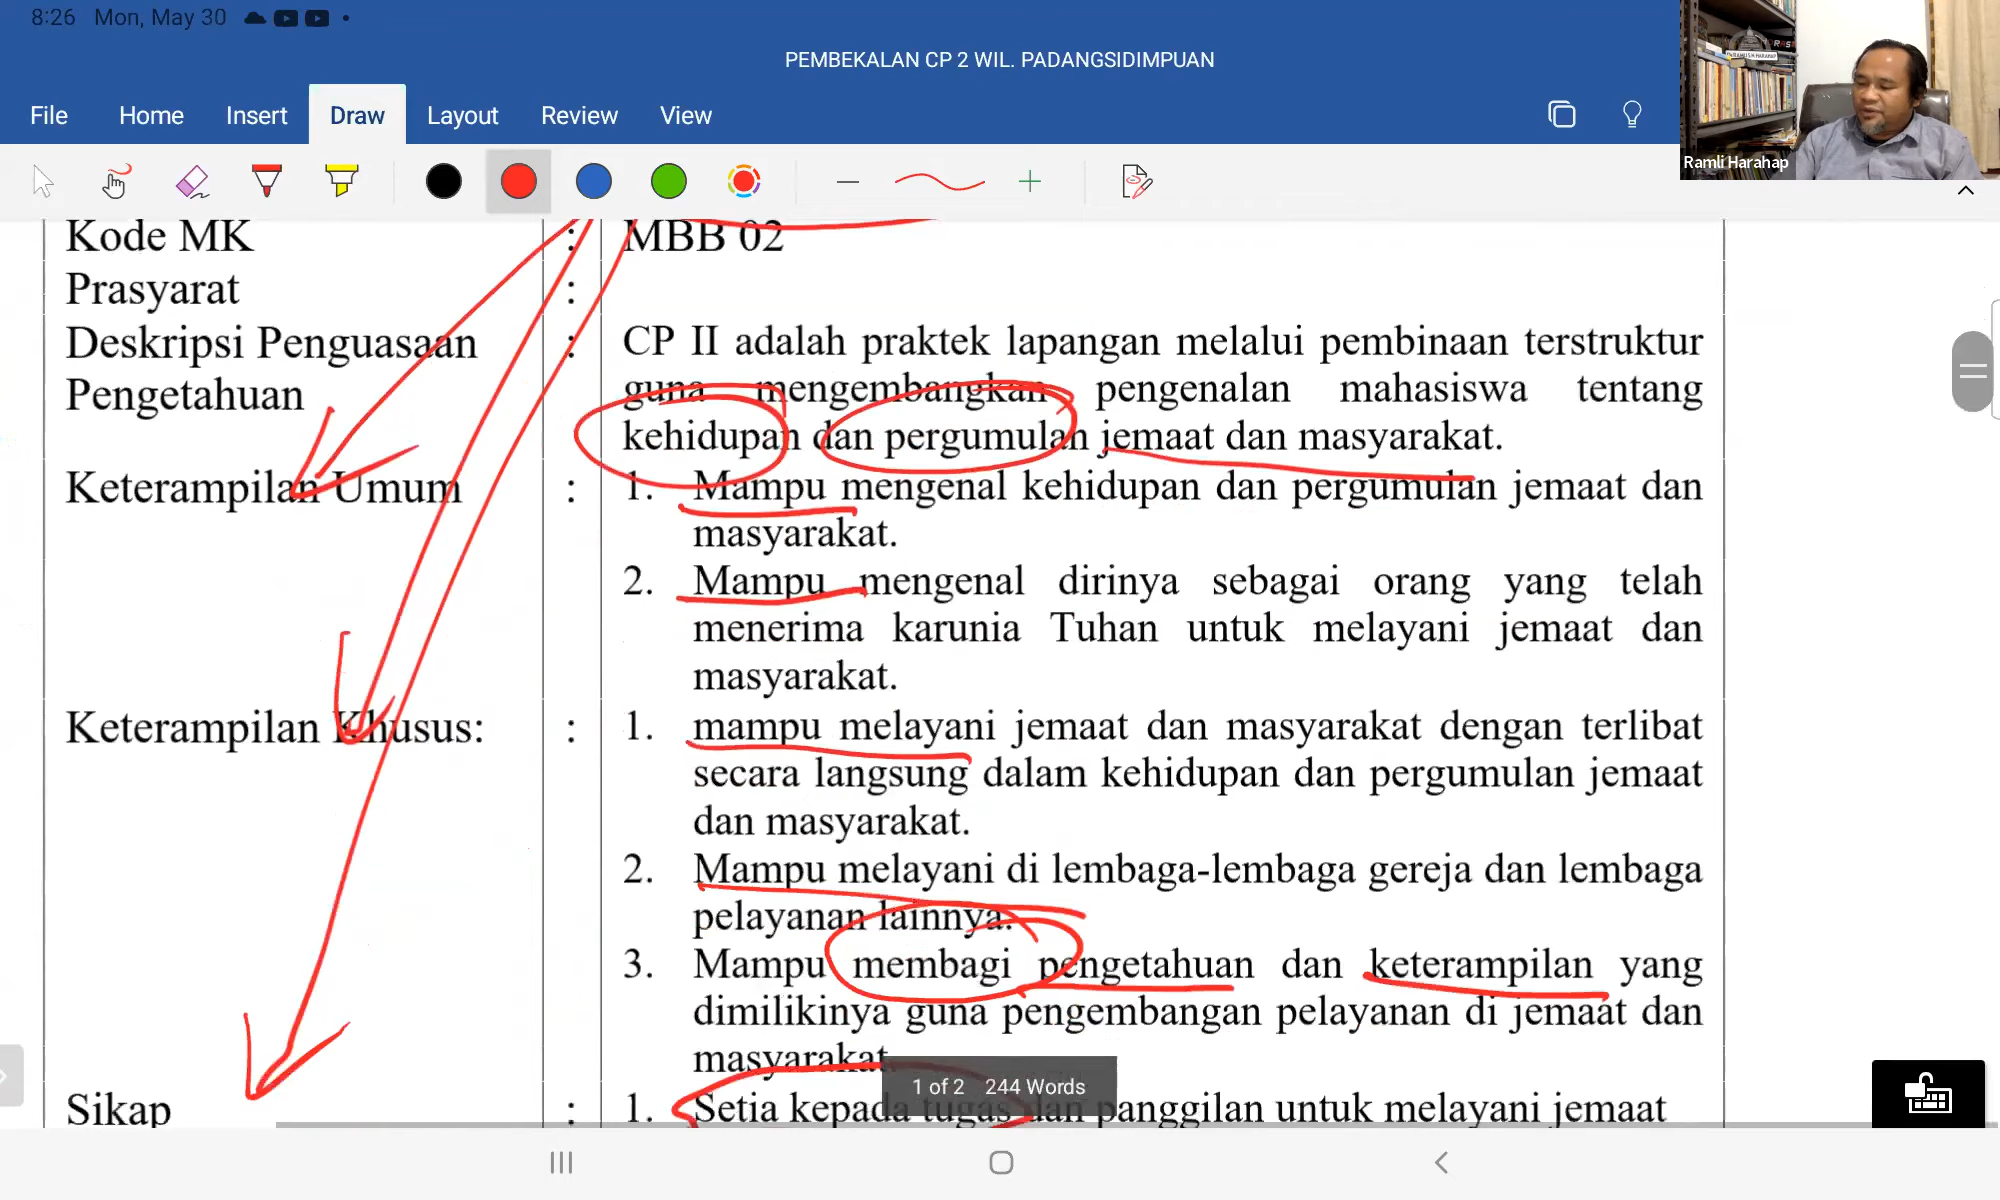 8:26 Mon, May 30
PEMBEKALAN CP 2 WIL. PADANGSIDIMPUAN
File Home Insert Draw Layout Review View
Ramli Harahap
Kode MK : MBB 02
Prasyarat :
Deskripsi Penguasaan : CP II adalah praktek lapangan melalui pembinaan terstruktur
Pengetahuan guna mengembangkan pengenalan mahasiswa tentang
kehidupan dan pergumulan jemaat dan masyarakat.
Keterampilan Umum : 1. Mampu mengenal kehidupan dan pergumulan jemaat dan
masyarakat.
2. Mampu mengenal dirinya sebagai orang yang telah
menerima karunia Tuhan untuk melayani jemaat dan
masyarakat.
Keterampilan Khusus: : 1. mampu melayani jemaat dan masyarakat dengan terlibat
secara langsung dalam kehidupan dan pergumulan jemaat
dan masyarakat.
2. Mampu melayani di lembaga-lembaga gereja dan lembaga
pelayanan lainnya.
3. Mampu membagi pengetahuan dan keterampilan yang
dimilikinya guna pengembangan pelayanan di jemaat dan
masyarakat.
1 of 2 244 Words
Sikap : 1. Setia kepada tugas dan panggilan untuk melayani jemaat